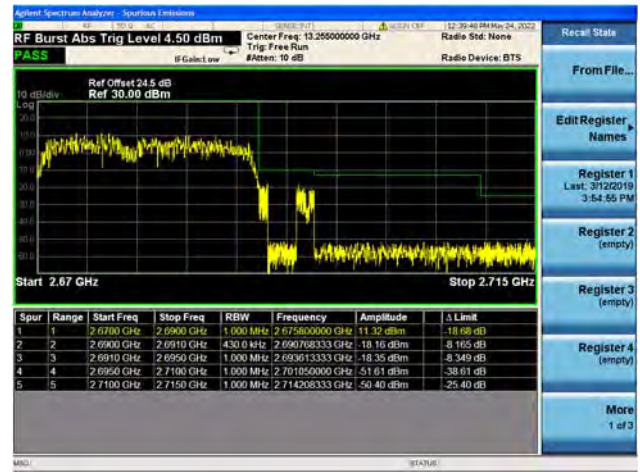 Agilent Spectrum Analyzer - Spurious Emissions
RF 50 Ω AC SENSE:INT ALIGN OFF 12:39:40 PM May 24, 2022
RF Burst Abs Trig Level 4.50 dBm
Center Freq: 13.255000000 GHz
Radio Std: None
Trig: Free Run
PASS
IFGain:Low
#Atten: 10 dB
Radio Device: BTS
Ref Offset 24.5 dB
10 dB/div Ref 30.00 dBm
Log
20.0
10.0
Start 2.67 GHz
Stop 2.715 GHz
Spur Range Start Freq Stop Freq RBW Frequency Amplitude Δ Limit
1 1 2.6700 GHz 2.6900 GHz 1.000 MHz 2.675800000 GHz 11.32 dBm -18.68 dB
2 2 2.6900 GHz 2.6910 GHz 430.0 kHz 2.690768333 GHz -18.16 dBm -8.165 dB
3 3 2.6910 GHz 2.6950 GHz 1.000 MHz 2.693613333 GHz -18.35 dBm -8.349 dB
4 4 2.6950 GHz 2.7100 GHz 1.000 MHz 2.701050000 GHz -51.61 dBm -38.61 dB
5 5 2.7100 GHz 2.7150 GHz 1.000 MHz 2.714208333 GHz -50.40 dBm -25.40 dB
MSG
STATUS
Recall State
From File...
Edit Register
Names
Register 1
Last: 3/12/2019
3:54:55 PM
Register 2
(empty)
Register 3
(empty)
Register 4
(empty)
More
1 of 3